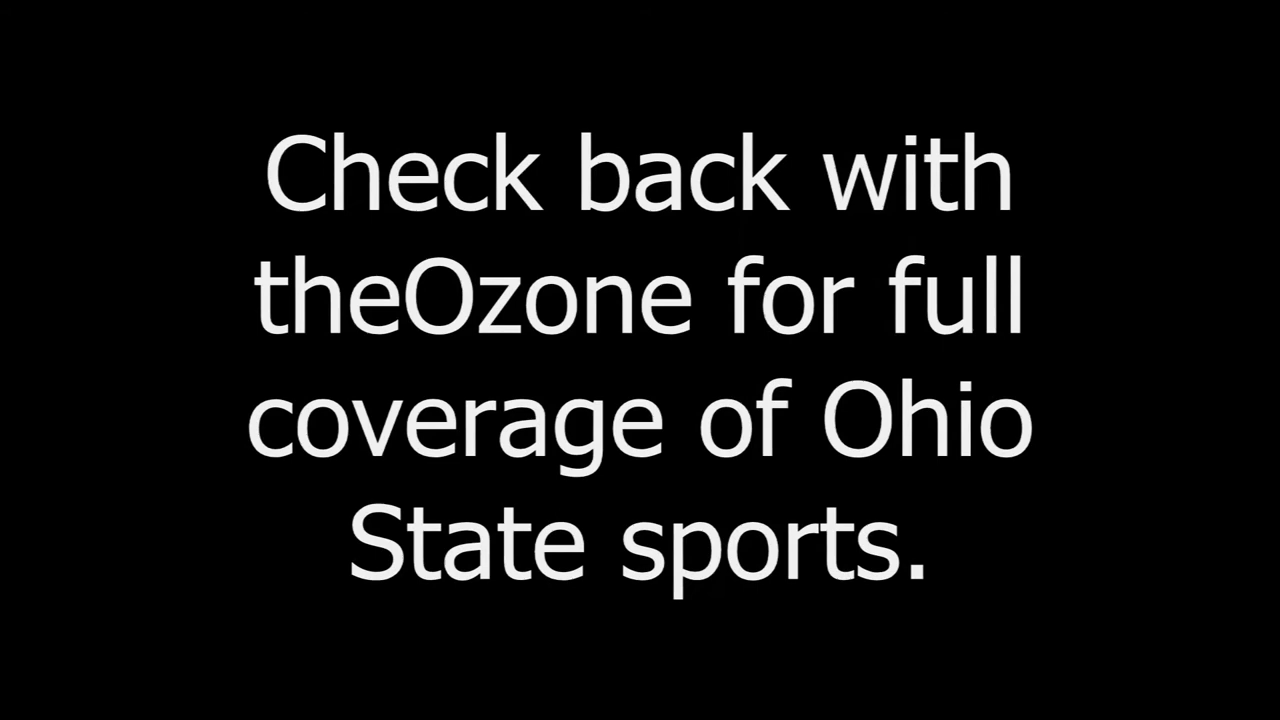 Check back with
theOzone for full
coverage of Ohio
State sports.